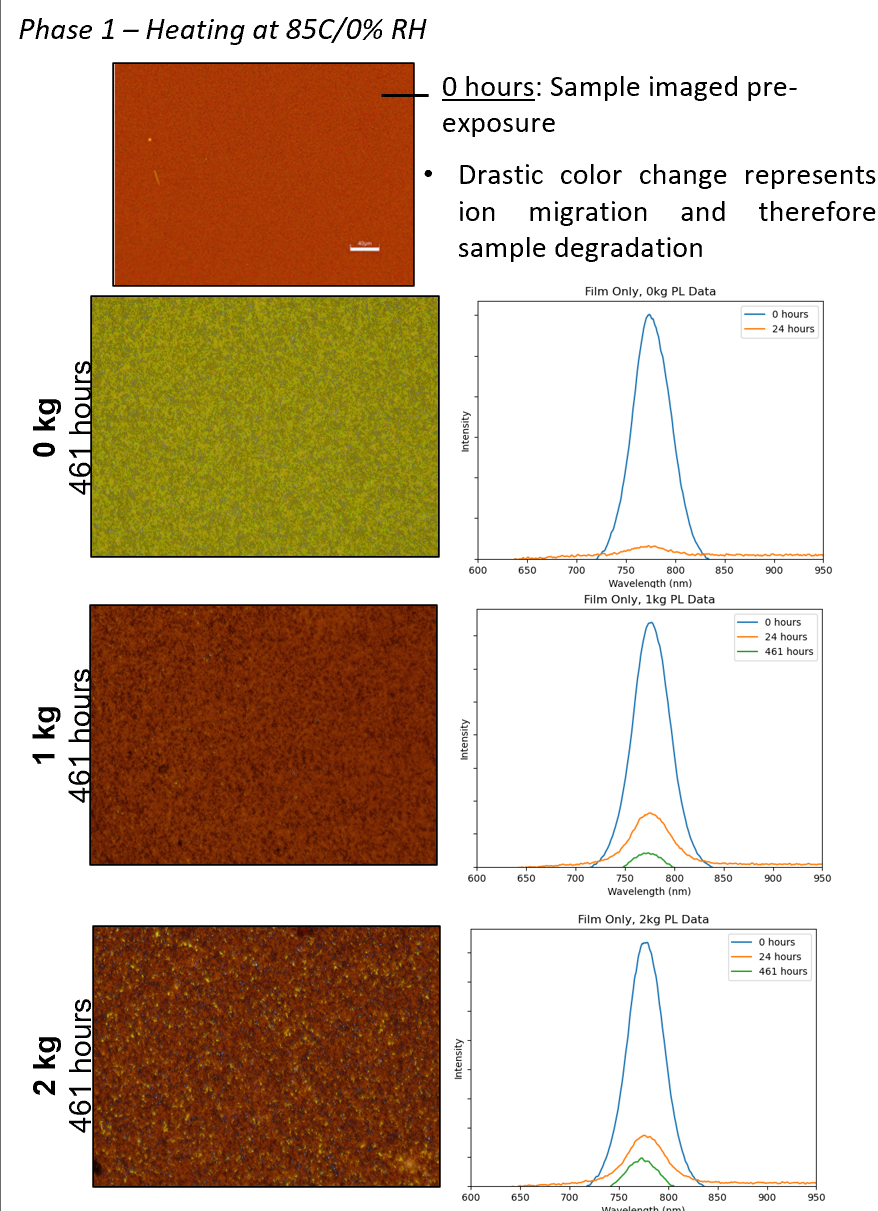 Phase 1 – Heating at 85C/0% RH
0 hours: Sample imaged pre-
exposure
• Drastic color change represents
ion migration and therefore
sample degradation
40µm
0 kg
461 hours
Film Only, 0kg PL Data
0 hours
24 hours
Intensity
600 650 700 750 800 850 900 950
Wavelength (nm)
1 kg
461 hours
Film Only, 1kg PL Data
0 hours
24 hours
461 hours
Intensity
600 650 700 750 800 850 900 950
Wavelength (nm)
2 kg
461 hours
Film Only, 2kg PL Data
0 hours
24 hours
461 hours
Intensity
600 650 700 750 800 850 900 950
Wavelength (nm)